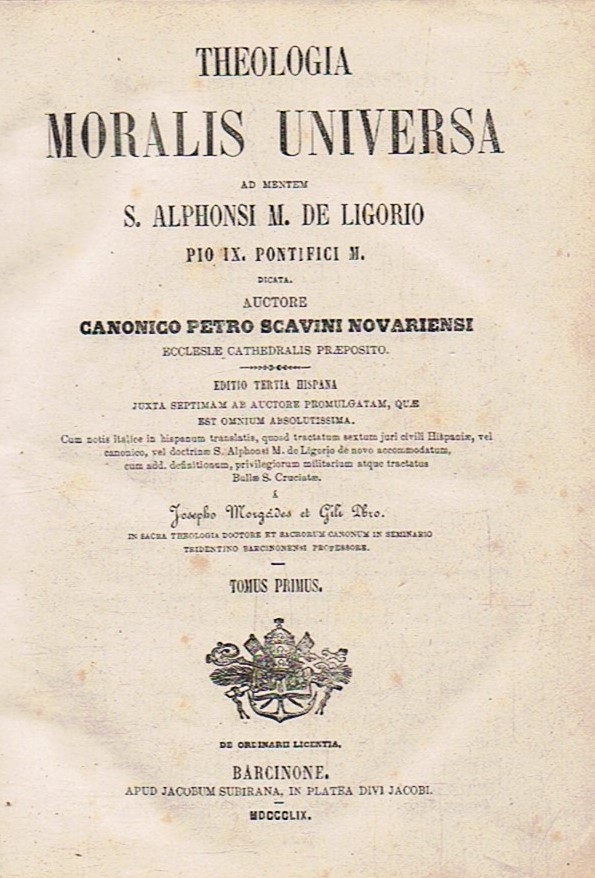 THEOLOGIA
MORALIS UNIVERSA
AD MENTEM
S. ALPHONSI M. DE LIGORIO
PIO IX. PONTIFICI M.
DICATA.
AUCTORE
CANONICO PETRO SCAVINI NOVARIENSI
ECCLESIÆ CATHEDRALIS PRÆPOSITO.
EDITIO TERTIA HISPANA
JUXTA SEPTIMAM AB AUCTORE PROMULGATAM, QUÆ
EST OMNIUM ABSOLUTISSIMA.
Cum notis italice in hispanum translatis, quoad tractatum sextum juri civili Hispaniæ, vel
canonico, vel doctrinæ S. Alphonsi M. de Ligorio de novo accommodatum,
cum add. definitionum, privilegiorum militarium atque tractatus
Bullæ S. Cruciatæ.
á
Josepho Morgádes et Gili Pbro.
IN SACRA THEOLOGIA DOCTORE ET SACRORUM CANONUM IN SEMINARIO
TRIDENTINO BARCINONENSI PROFESSORE.
TOMUS PRIMUS.
DE ORDINARII LICENTIA.
BARCINONE.
APUD JACOBUM SUBIRANA, IN PLATEA DIVI JACOBI.
MDCCCLIX.